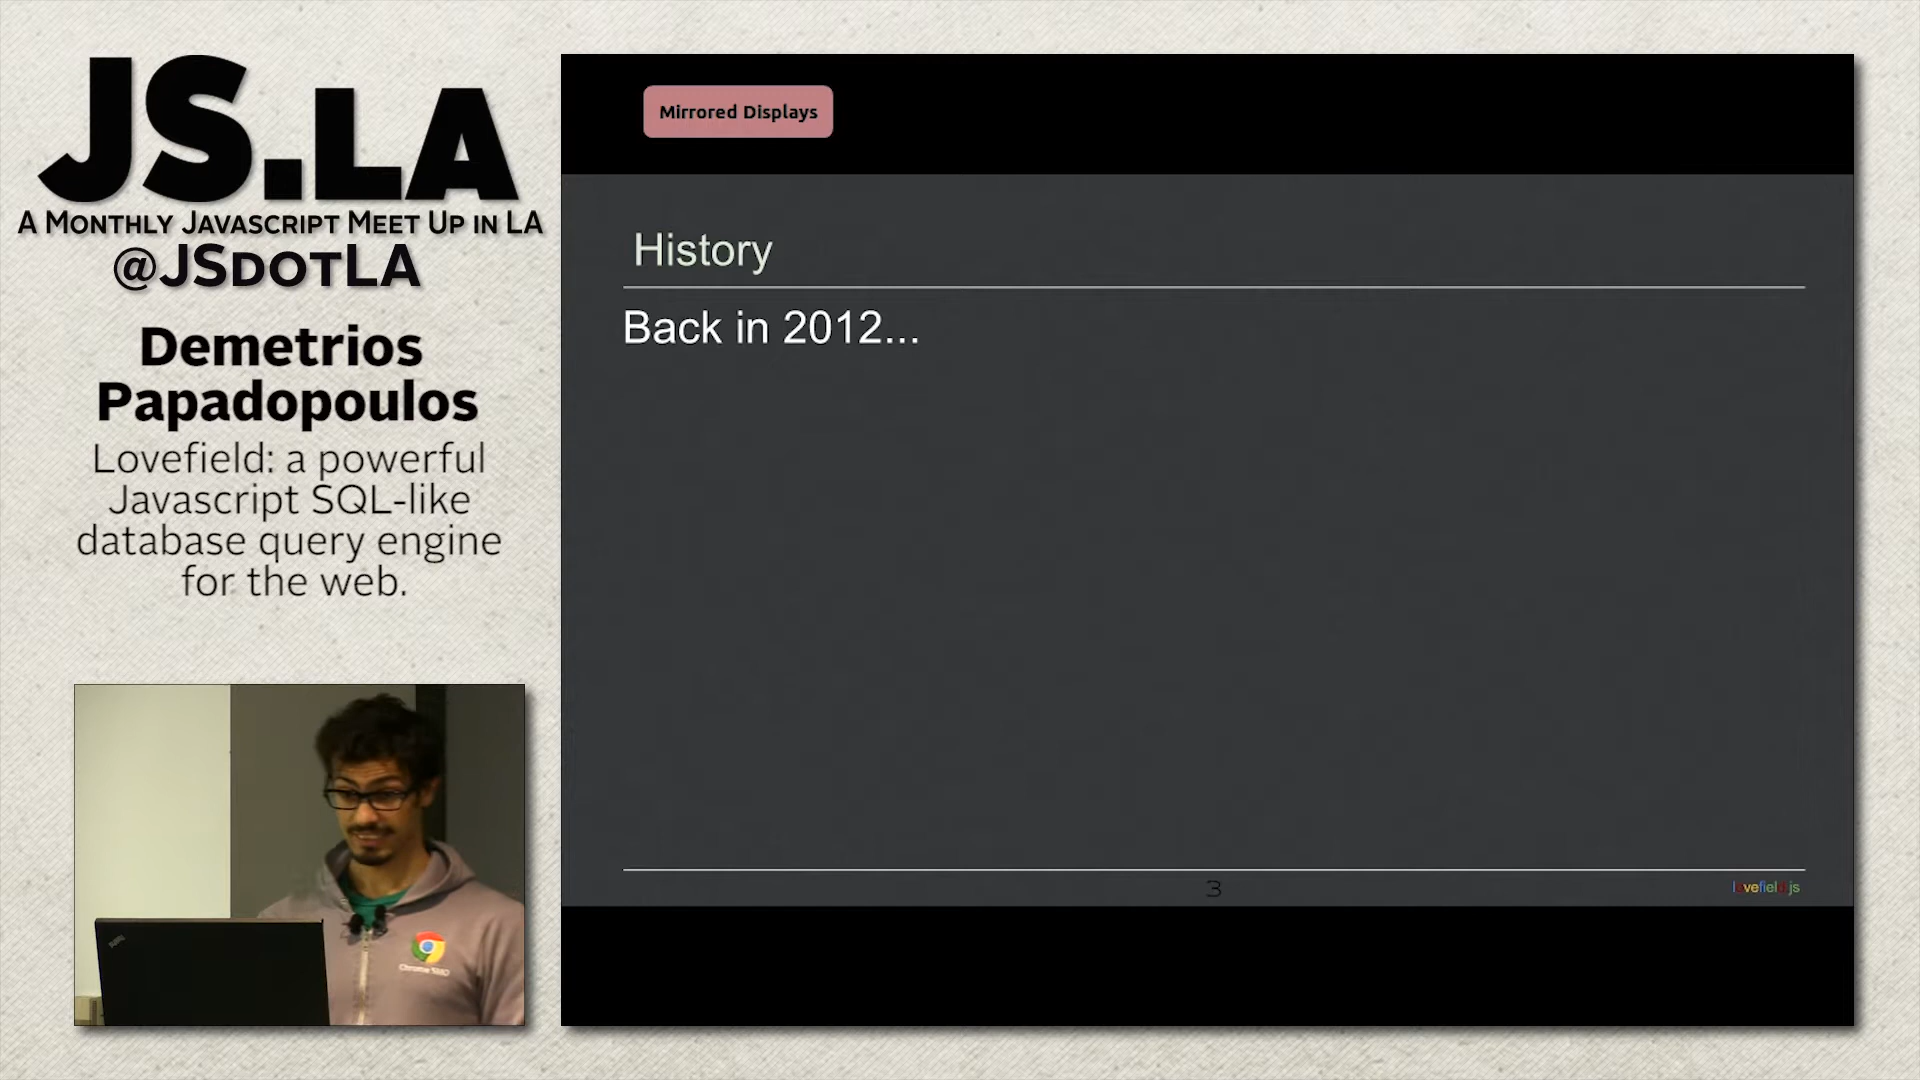 JS.LA
A Monthly Javascript Meet Up in LA
@JSdotLA
Demetrios
Papadopoulos
Lovefield: a powerful
Javascript SQL-like
database query engine
for the web.
Mirrored Displays
History
Back in 2012...
3
lovefield.js